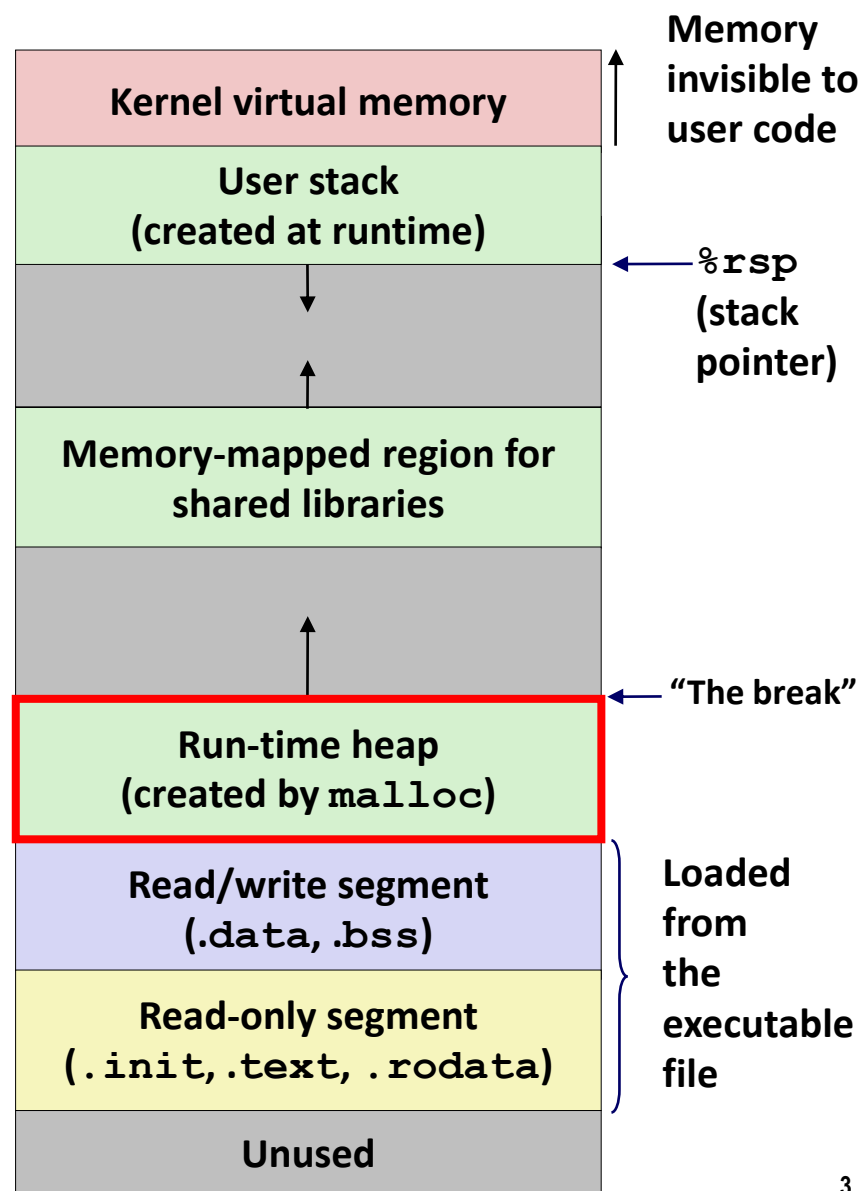 Memory
invisible to
user code
Kernel virtual memory
User stack
(created at runtime)
%rsp
(stack
pointer)
Memory-mapped region for
shared libraries
“The break”
Run-time heap
(created by malloc)
Read/write segment
(.data, .bss)
Loaded
from
the
executable
file
Read-only segment
(.init, .text, .rodata)
Unused
3